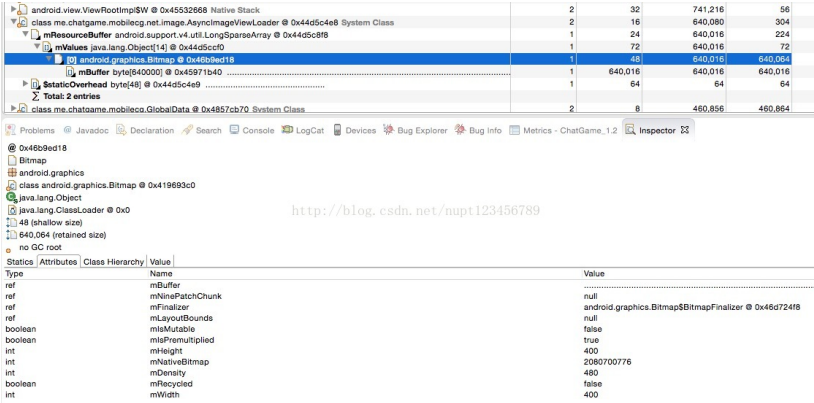 android.view.ViewRootImpl$W @ 0x45532668 Native Stack 2 32 741,216 56
class me.chatgame.mobilecg.net.image.AsyncImageViewLoader @ 0x44d5c4e8 System Class 2 16 640,080 304
mResourceBuffer android.support.v4.util.LongSparseArray @ 0x44d5c8f8 1 24 640,016 224
mValues java.lang.Object[14] @ 0x44d5ccf0 1 72 640,016 72
[0] android.graphics.Bitmap @ 0x46b9ed18 1 48 640,016 640,064
mBuffer byte[640000] @ 0x45971b40 1 640,016 640,016 640,016
$staticOverhead byte[48] @ 0x44d5c4e9 1 64 64 64
Σ Total: 2 entries
class me.chatgame.mobilecg.GlobalData @ 0x4857cb70 System Class 2 8 460,856 460,864
Problems @ Javadoc Declaration Search Console LogCat Devices Bug Explorer Bug Info Metrics - ChatGame_1.2 Inspector
@ 0x46b9ed18
Bitmap
android.graphics
class android.graphics.Bitmap @ 0x419693c0
java.lang.Object
java.lang.ClassLoader @ 0x0
http://blog.csdn.net/nupt123456789
48 (shallow size)
640,064 (retained size)
no GC root
Statics Attributes Class Hierarchy Value
Type Name Value
ref mBuffer
ref mNinePatchChunk null
ref mFinalizer android.graphics.Bitmap$BitmapFinalizer @ 0x46d724f8
ref mLayoutBounds null
boolean mIsMutable false
boolean mIsPremultiplied true
int mHeight 400
int mNativeBitmap 2080700776
int mDensity 480
boolean mRecycled false
int mWidth 400